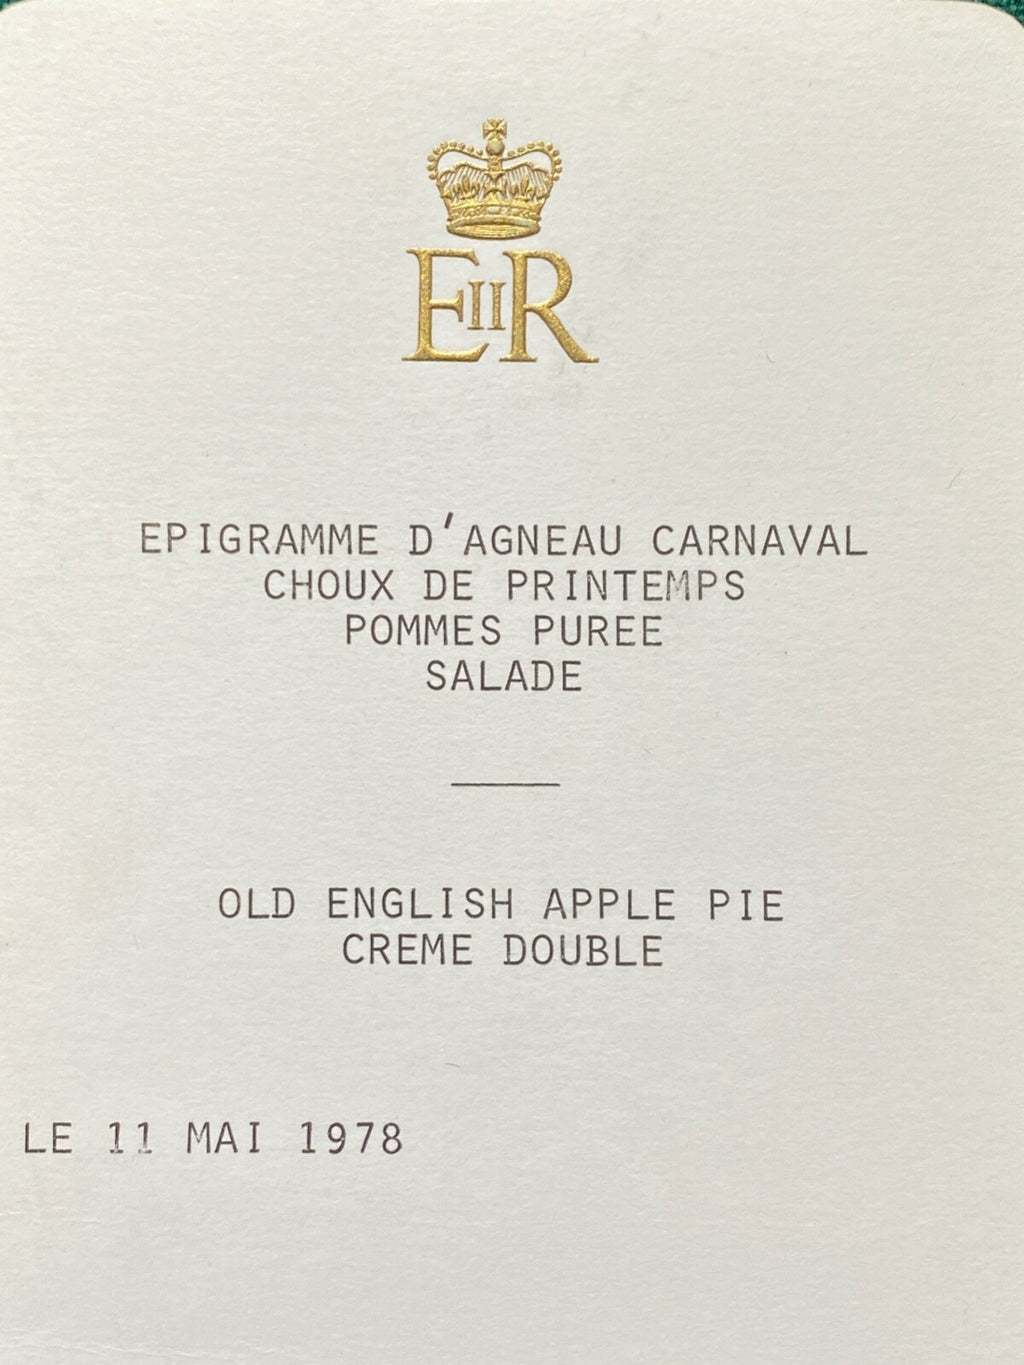 EIIR
EPIGRAMME D'AGNEAU CARNAVAL
CHOUX DE PRINTEMPS
POMMES PUREE
SALADE
OLD ENGLISH APPLE PIE
CREME DOUBLE
LE 11 MAI 1978